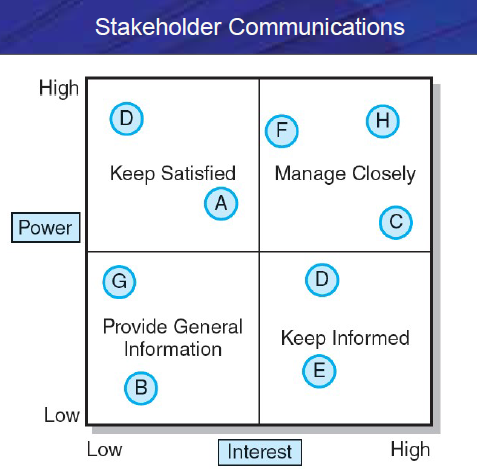 Stakeholder Communications
High
D
F
H
Keep Satisfied
Manage Closely
A
C
Power
G
D
Provide General
Information
Keep Informed
E
B
Low
Low
Interest
High